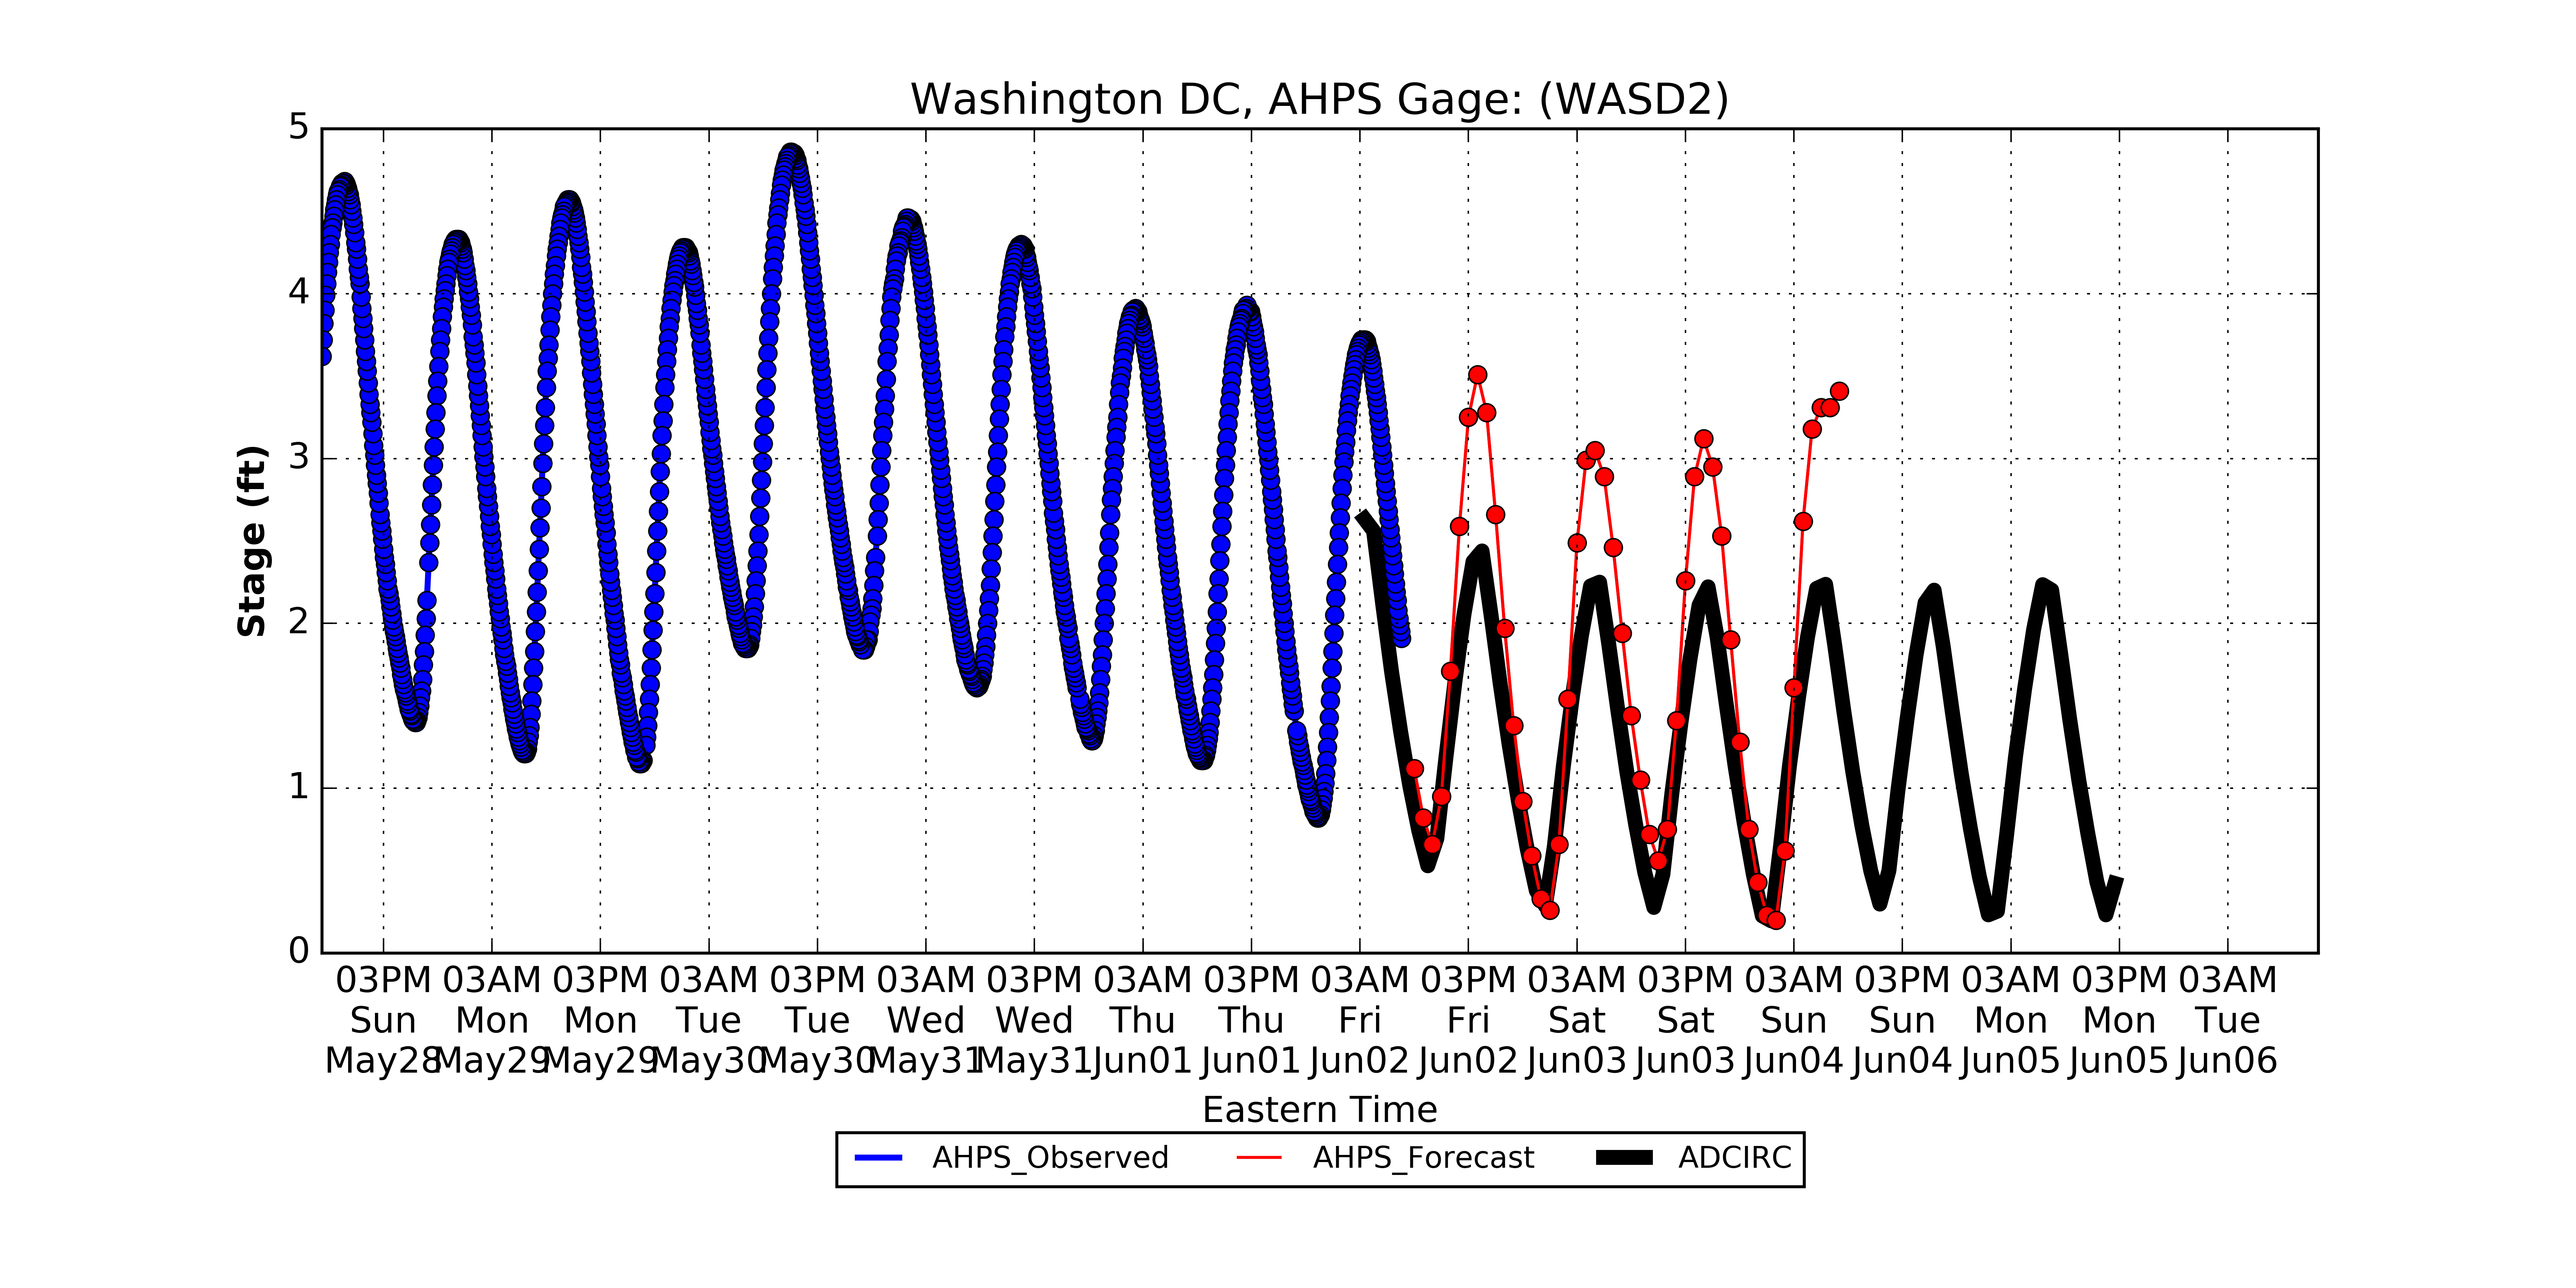 Washington DC, AHPS Gage: (WASD2)
5
4
3
2
1
0
Stage (ft)
03PM 03AM 03PM 03AM 03PM 03AM 03PM 03AM 03PM 03AM 03PM 03AM 03PM 03AM 03PM 03AM 03PM 03AM
Sun Mon Mon Tue Tue Wed Wed Thu Thu Fri Fri Sat Sat Sun Sun Mon Mon Tue
May28 May29 May29 May30 May30 May31 May31 Jun01 Jun01 Jun02 Jun02 Jun03 Jun03 Jun04 Jun04 Jun05 Jun05 Jun06
Eastern Time
AHPS_Observed AHPS_Forecast ADCIRC